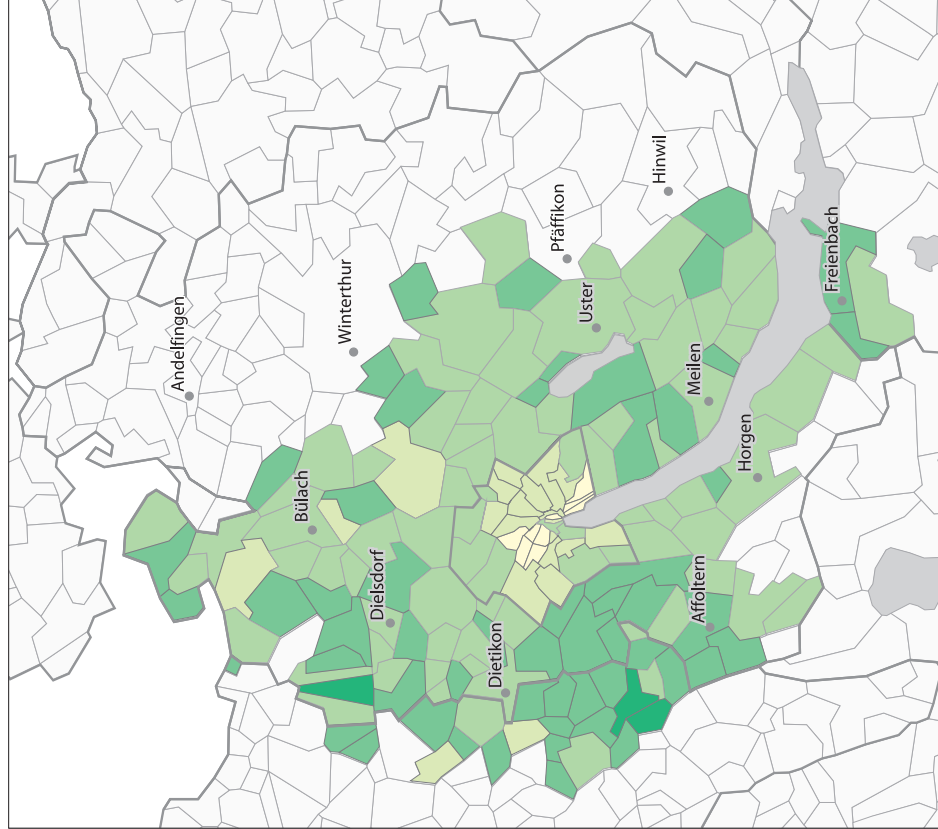 Andelfingen
Winterthur
Bülach
Pfäffikon
Hinwil
Dielsdorf
Uster
Dietikon
Meilen
Freienbach
Horgen
Affoltern